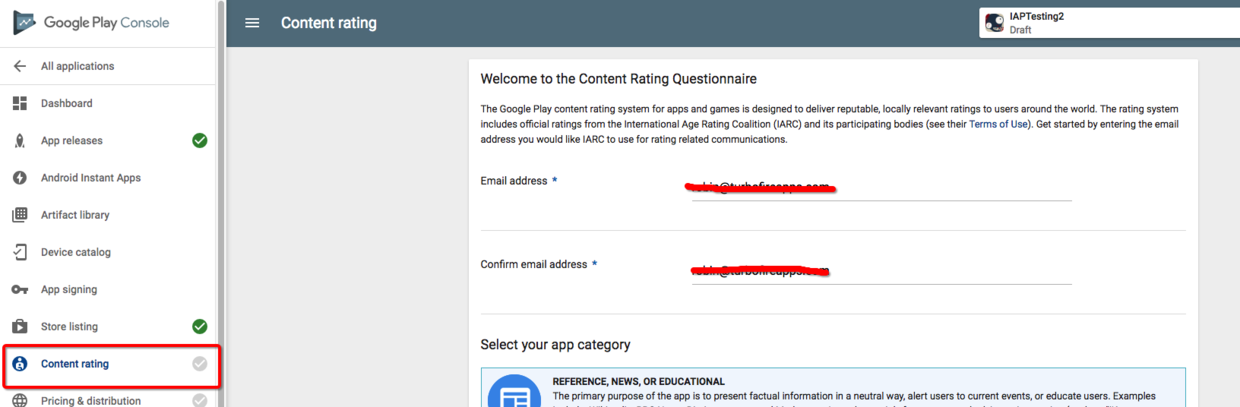 Google Play Console
Content rating
IAPTesting2
Draft
All applications
Dashboard
App releases
Android Instant Apps
Artifact library
Device catalog
App signing
Store listing
Content rating
Pricing & distribution
Welcome to the Content Rating Questionnaire
The Google Play content rating system for apps and games is designed to deliver reputable, locally relevant ratings to users around the world. The rating system
includes official ratings from the International Age Rating Coalition (IARC) and its participating bodies (see their Terms of Use). Get started by entering the email
address you would like IARC to use for rating related communications.
Email address *
Confirm email address *
Select your app category
REFERENCE, NEWS, OR EDUCATIONAL
The primary purpose of the app is to present factual information in a neutral way, alert users to current events, or educate users. Examples